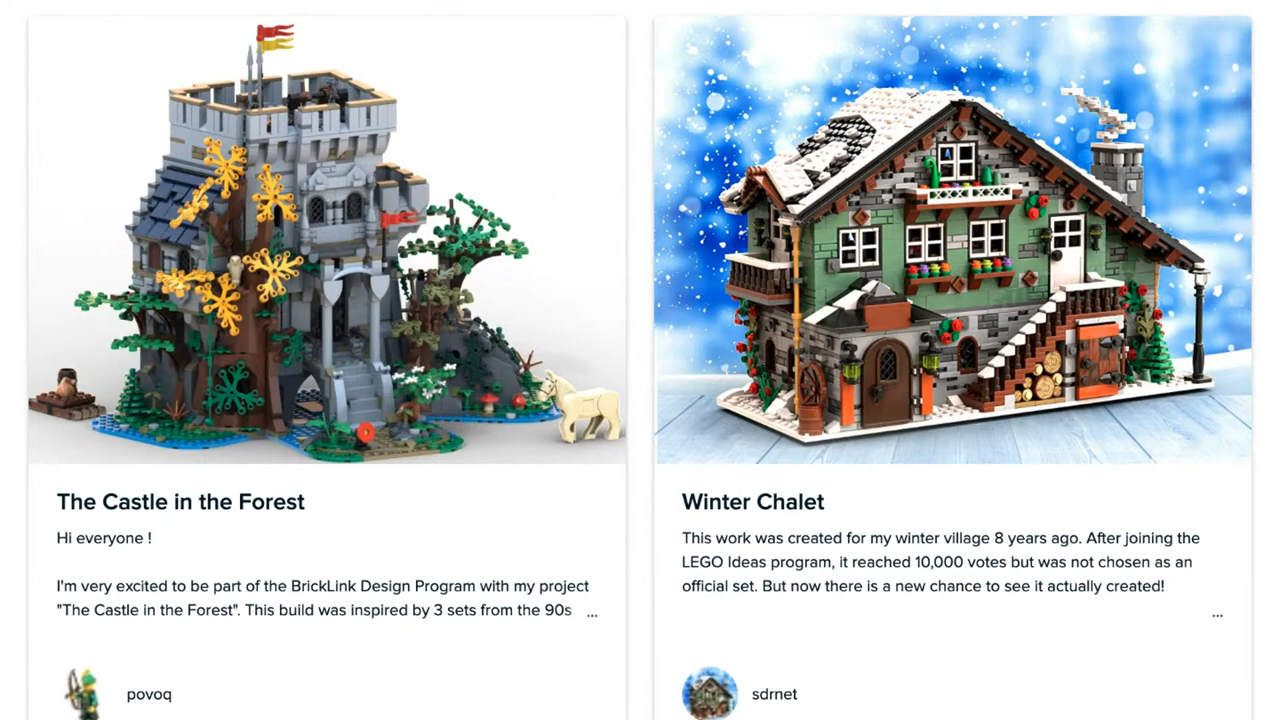 The Castle in the Forest
Hi everyone !
I'm very excited to be part of the BrickLink Design Program with my project
"The Castle in the Forest". This build was inspired by 3 sets from the 90s ...
povoq
Winter Chalet
This work was created for my winter village 8 years ago. After joining the
LEGO Ideas program, it reached 10,000 votes but was not chosen as an
official set. But now there is a new chance to see it actually created!
...
sdrnet